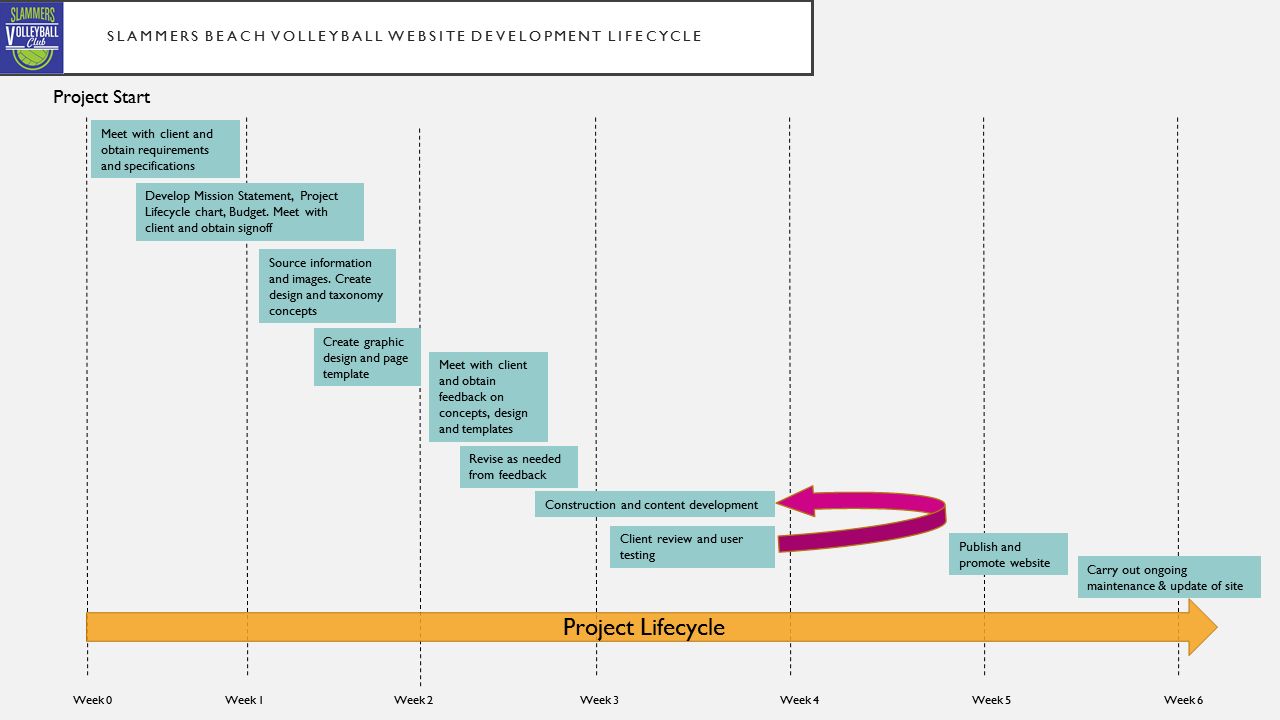 SLAMMERS
VOLLEYBALL
Club
SLAMMERS BEACH VOLLEYBALL WEBSITE DEVELOPMENT LIFECYCLE
Project Start
Meet with client and
obtain requirements
and specifications
Develop Mission Statement, Project
Lifecycle chart, Budget. Meet with
client and obtain signoff
Source information
and images. Create
design and taxonomy
concepts
Create graphic
design and page
template
Meet with client
and obtain
feedback on
concepts, design
and templates
Revise as needed
from feedback
Construction and content development
Client review and user
testing
Publish and
promote website
Carry out ongoing
maintenance & update of site
Project Lifecycle
Week 0
Week 1
Week 2
Week 3
Week 4
Week 5
Week 6